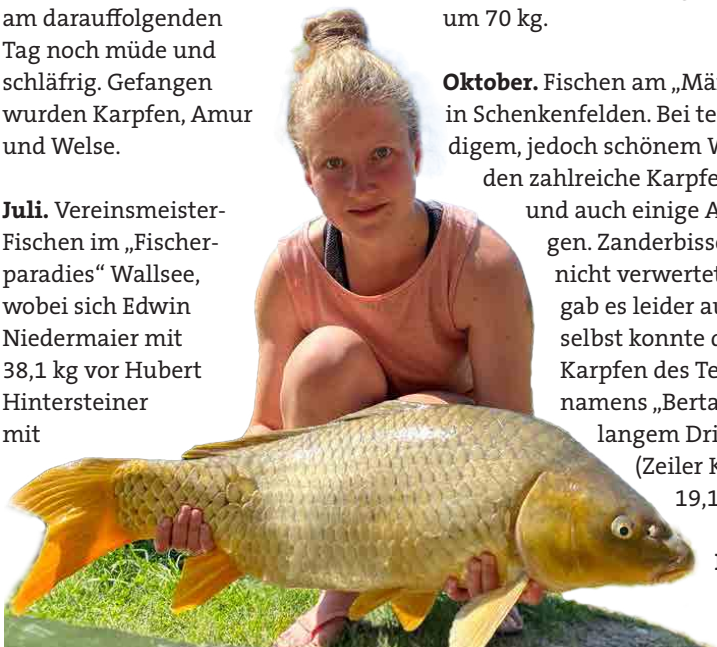 am darauffolgenden
Tag noch müde und
schläfrig. Gefangen
wurden Karpfen, Amur
und Welse.
Juli. Vereinsmeister-
Fischen im „Fischer-
paradies“ Wallsee,
wobei sich Edwin
Niedermaier mit
38,1 kg vor Hubert
Hintersteiner
mit
um 70 kg.
Oktober. Fischen am „Mä
in Schenkenfelden. Bei te
digem, jedoch schönem W
den zahlreiche Karpfe
und auch einige A
gen. Zanderbisse
nicht verwertet
gab es leider au
selbst konnte d
Karpfen des Te
namens „Berta
langem Dri
(Zeiler K
19,1